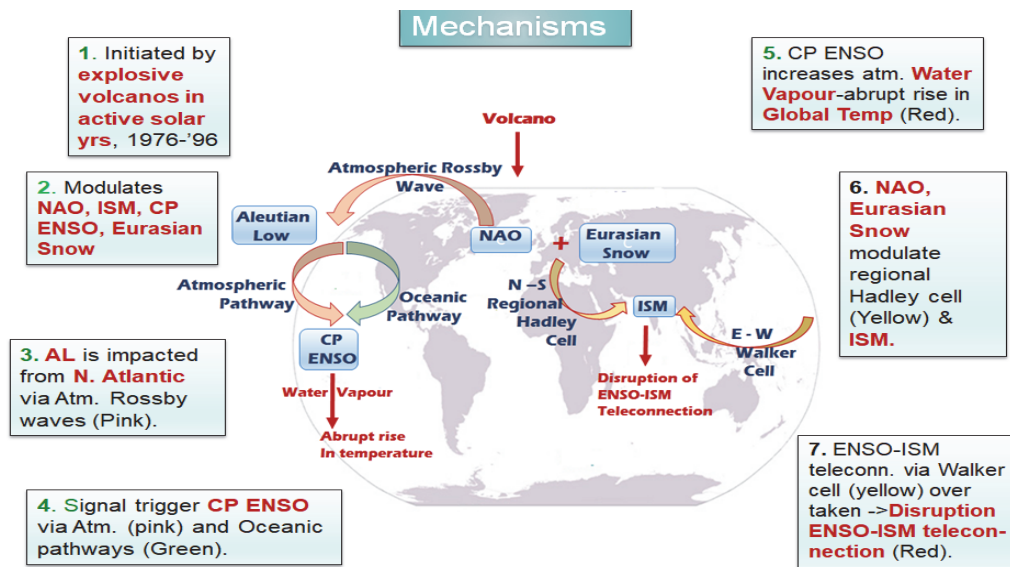 Mechanisms
1. Initiated by
explosive
volcanos in
active solar
yrs, 1976-'96
2. Modulates
NAO, ISM, CP
ENSO, Eurasian
Snow
3. AL is impacted
from N. Atlantic
via Atm. Rossby
waves (Pink).
4. Signal trigger CP ENSO
via Atm. (pink) and Oceanic
pathways (Green).
5. CP ENSO
increases atm. Water
Vapour-abrupt rise in
Global Temp (Red).
6. NAO,
Eurasian
Snow
modulate
regional
Hadley cell
(Yellow) &
ISM.
7. ENSO-ISM
teleconn. via Walker
cell (yellow) over
taken ->Disruption
ENSO-ISM telecon-
nection (Red).
Volcano
Atmospheric Rossby
Wave
Aleutian
Low
NAO
+
Eurasian
Snow
Atmospheric
Pathway
Oceanic
Pathway
N -S
Regional
Hadley
Cell
ISM
E - W
Walker
Cell
CP
ENSO
Water Vapour
Abrupt rise
In temperature
Disruption of
ENSO-ISM
Teleconnection